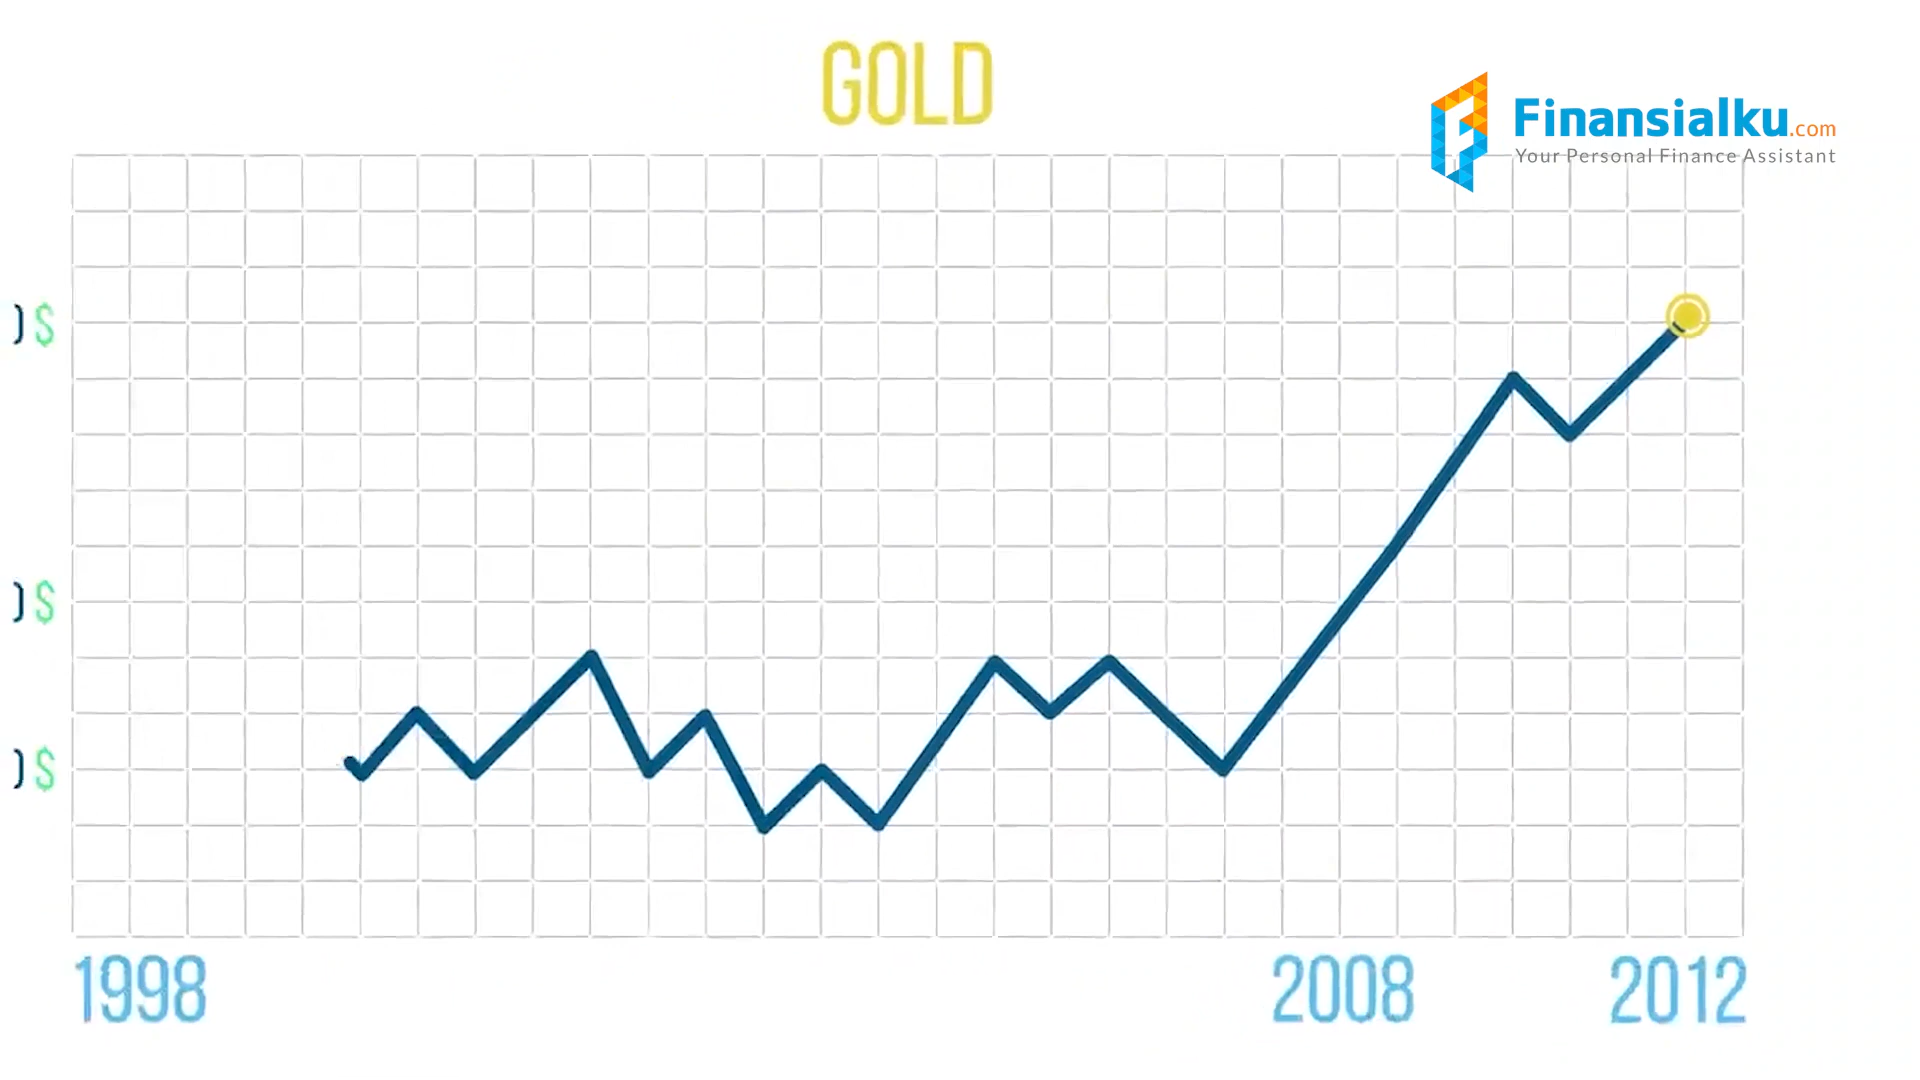 GOLD
Finansialku.com
Your Personal Finance Assistant
$
$
$
1998 2008 2012